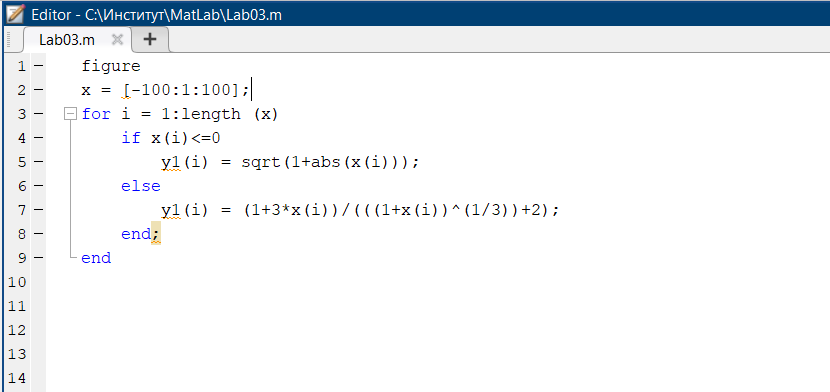 Editor - C:\Институт\MatLab\Lab03.m
Lab03.m
1 figure
2 x = [-100:1:100];
3 for i = 1:length (x)
4 if x(i)<=0
5 y1(i) = sqrt(1+abs(x(i)));
6 else
7 y1(i) = (1+3*x(i))/(((1+x(i))^(1/3))+2);
8 end;
9 end
10
11
12
13
14